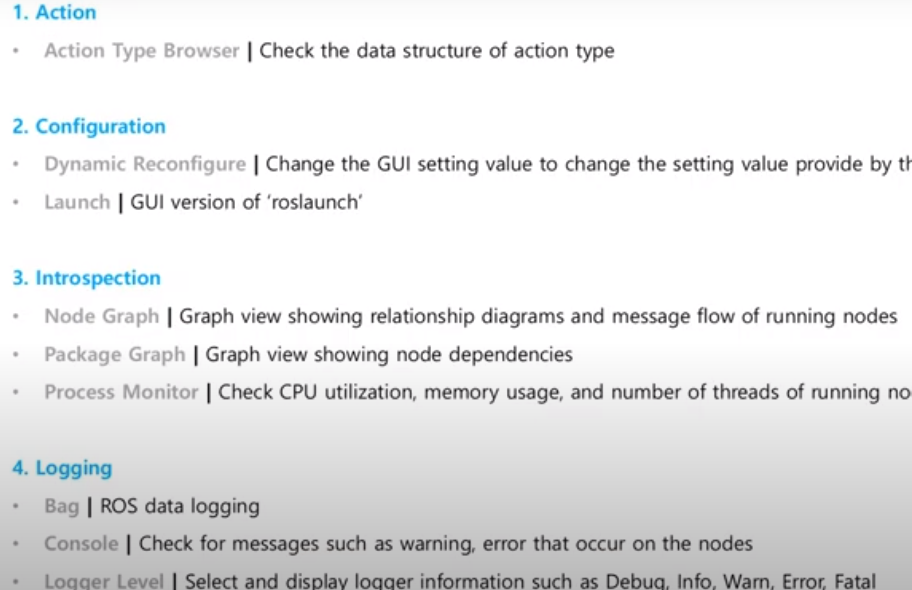 1. Action
• Action Type Browser | Check the data structure of action type
2. Configuration
• Dynamic Reconfigure | Change the GUI setting value to change the setting value provide by th
• Launch | GUI version of ‘roslaunch’
3. Introspection
• Node Graph | Graph view showing relationship diagrams and message flow of running nodes
• Package Graph | Graph view showing node dependencies
• Process Monitor | Check CPU utilization, memory usage, and number of threads of running no
4. Logging
• Bag | ROS data logging
• Console | Check for messages such as warning, error that occur on the nodes
• Logger Level | Select and display logger information such as Debug, Info, Warn, Error, Fatal